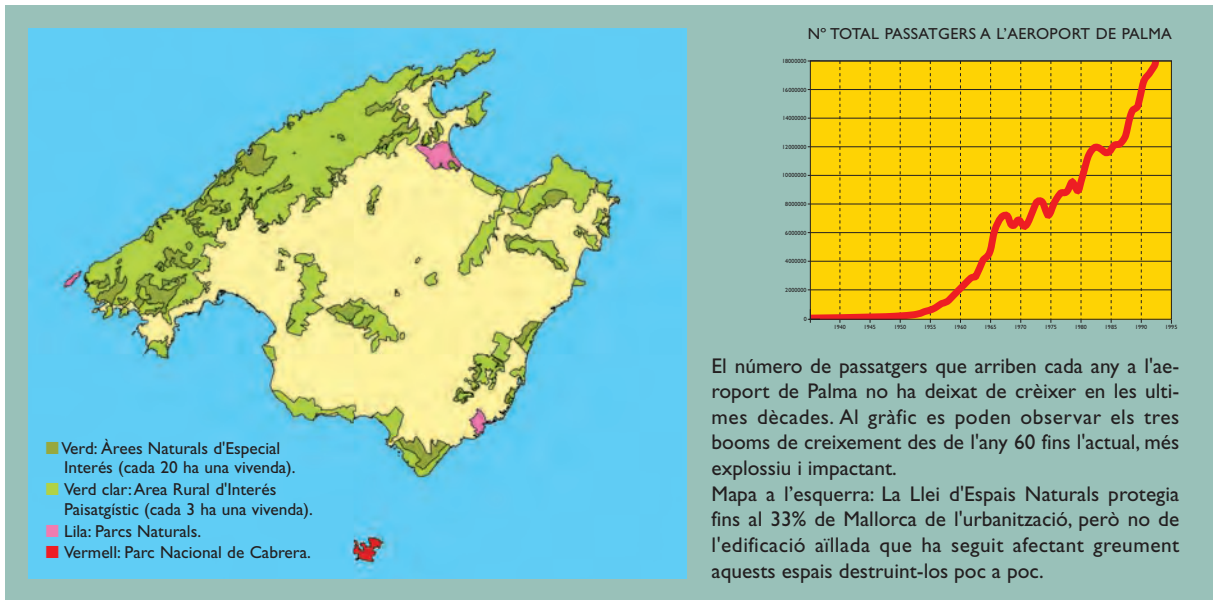 Verd: Àrees Naturals d'Especial
Interés (cada 20 ha una vivenda).
Verd clar: Area Rural d'Interés
Paisatgístic (cada 3 ha una vivenda).
Lila: Parcs Naturals.
Vermell: Parc Nacional de Cabrera.
Nº TOTAL PASSATGERS A L'AEROPORT DE PALMA
18000000
16000000
14000000
12000000
10000000
8000000
6000000
4000000
2000000
0
1940 1945 1950 1955 1960 1965 1970 1975 1980 1985 1990 1995
El número de passatgers que arriben cada any a l'ae-
roport de Palma no ha deixat de crèixer en les ulti-
mes dècades. Al gràfic es poden observar els tres
booms de creixement des de l'any 60 fins l'actual, més
explossiu i impactant.
Mapa a l'esquerra: La Llei d'Espais Naturals protegia
fins al 33% de Mallorca de l'urbanització, però no de
l'edificació aïllada que ha seguit afectant greument
aquests espais destruint-los poc a poc.